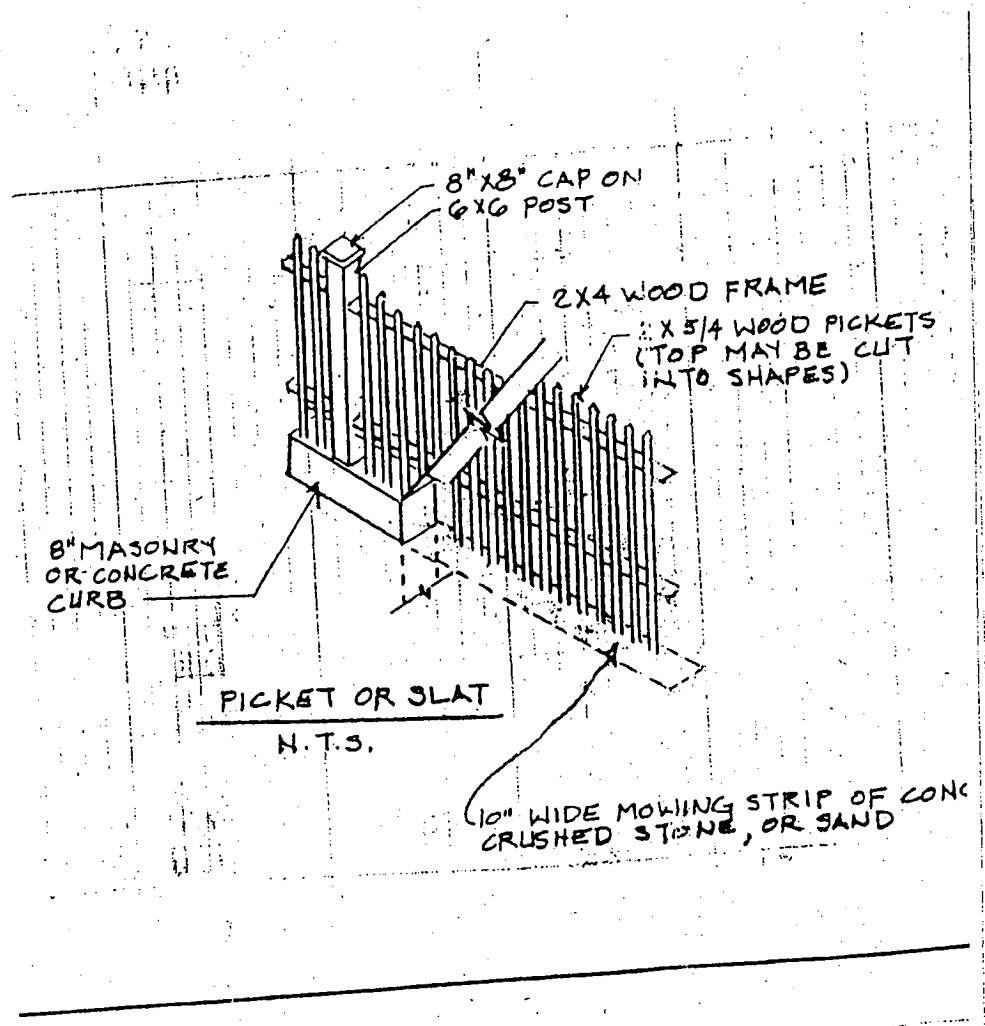 8"X8" CAP ON
6X6 POST
2X4 WOOD FRAME
X 5/4 WOOD PICKETS
(TOP MAY BE CUT
INTO SHAPES)
8" MASONRY
OR CONCRETE
CURB
PICKET OR SLAT
N.T.S.
10" WIDE MOWING STRIP OF CONC
CRUSHED STONE, OR SAND